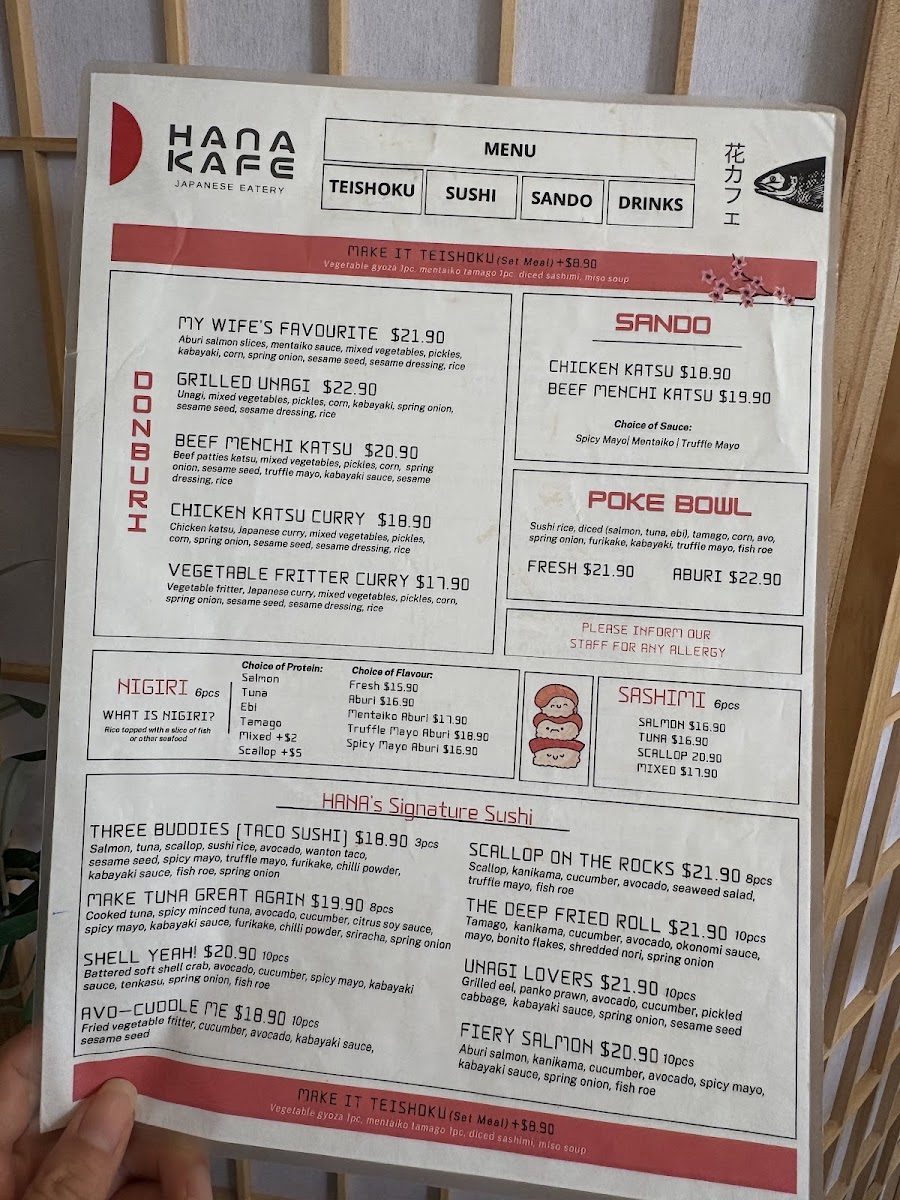 HANA
KAFE
JAPANESE EATERY
MENU
TEISHOKU
SUSHI
SANDO
DRINKS
花カフェ
MAKE IT TEISHOKU (Set Meal) +$8.90
Vegetable gyoza 1pc, mentaiko tamago 1pc, diced sashimi, miso soup
DONBURI
MY WIFE'S FAVOURITE $21.90
Aburi salmon slices, mentaiko sauce, mixed vegetables, pickles,
kabayaki, corn, spring onion, sesame seed, sesame dressing, rice
GRILLED UNAGI $22.90
Unagi, mixed vegetables, pickles, corn, kabayaki, spring onion,
sesame seed, sesame dressing, rice
BEEF MENCHI KATSU $20.90
Beef patties katsu, mixed vegetables, pickles, corn, spring
onion, sesame seed, truffle mayo, kabayaki sauce, sesame
dressing, rice
CHICKEN KATSU CURRY $18.90
Chicken katsu, Japanese curry, mixed vegetables, pickles,
corn, spring onion, sesame seed, sesame dressing, rice
VEGETABLE FRITTER CURRY $17.90
Vegetable fritter, Japanese curry, mixed vegetables, pickles, corn,
spring onion, sesame seed, sesame dressing, rice
SANDO
CHICKEN KATSU $18.90
BEEF MENCHI KATSU $19.90
Choice of Sauce:
Spicy Mayo| Mentaiko | Truffle Mayo
POKE BOWL
Sushi rice, diced (salmon, tuna, ebi), tamago, corn, avo,
spring onion, furikake, kabayaki, truffle mayo, fish roe
FRESH $21.90 ABURI $22.90
PLEASE INFORM OUR
STAFF FOR ANY ALLERGY
NIGIRI 6pcs
WHAT IS NIGIRI?
Rice topped with a slice of fish
or other seafood
Choice of Protein:
Salmon
Tuna
Ebi
Tamago
Mixed +$2
Scallop +$5
Choice of Flavour:
Fresh $15.90
Aburi $16.90
Mentaiko Aburi $17.90
Truffle Mayo Aburi $18.90
Spicy Mayo Aburi $16.90
SASHIMI 6pcs
SALMON $16.90
TUNA $16.90
SCALLOP 20.90
MIXED $17.90
HANA's Signature Sushi
THREE BUDDIES [TACO SUSHI] $18.90 3pcs
Salmon, tuna, scallop, sushi rice, avocado, wanton taco,
sesame seed, spicy mayo, truffle mayo, furikake, chilli powder,
kabayaki sauce, fish roe, spring onion
MAKE TUNA GREAT AGAIN $19.90 8pcs
Cooked tuna, spicy minced tuna, avocado, cucumber, citrus soy sauce,
spicy mayo, kabayaki sauce, furikake, chilli powder, sriracha, spring onion
SHELL YEAH! $20.90 10pcs
Battered soft shell crab, avocado, cucumber, spicy mayo, kabayaki
sauce, tenkasu, spring onion, fish roe
AVO-CUDDLE ME $18.90 10pcs
Fried vegetable fritter, cucumber, avocado, kabayaki sauce,
sesame seed
SCALLOP ON THE ROCKS $21.90 8pcs
Scallop, kanikama, cucumber, avocado, seaweed salad,
truffle mayo, fish roe
THE DEEP FRIED ROLL $21.90 10pcs
Tamago, kanikama, cucumber, avocado, okonomi sauce,
mayo, bonito flakes, shredded nori, spring onion
UNAGI LOVERS $21.90 10pcs
Grilled eel, panko prawn, avocado, cucumber, pickled
cabbage, kabayaki sauce, spring onion, sesame seed
FIERY SALMON $20.90 10pcs
Aburi salmon, kanikama, cucumber, avocado, spicy mayo,
kabayaki sauce, spring onion, fish roe
MAKE IT TEISHOKU (Set Meal) +$8.90
Vegetable gyoza 1pc, mentaiko tamago 1pc, diced sashimi, miso soup